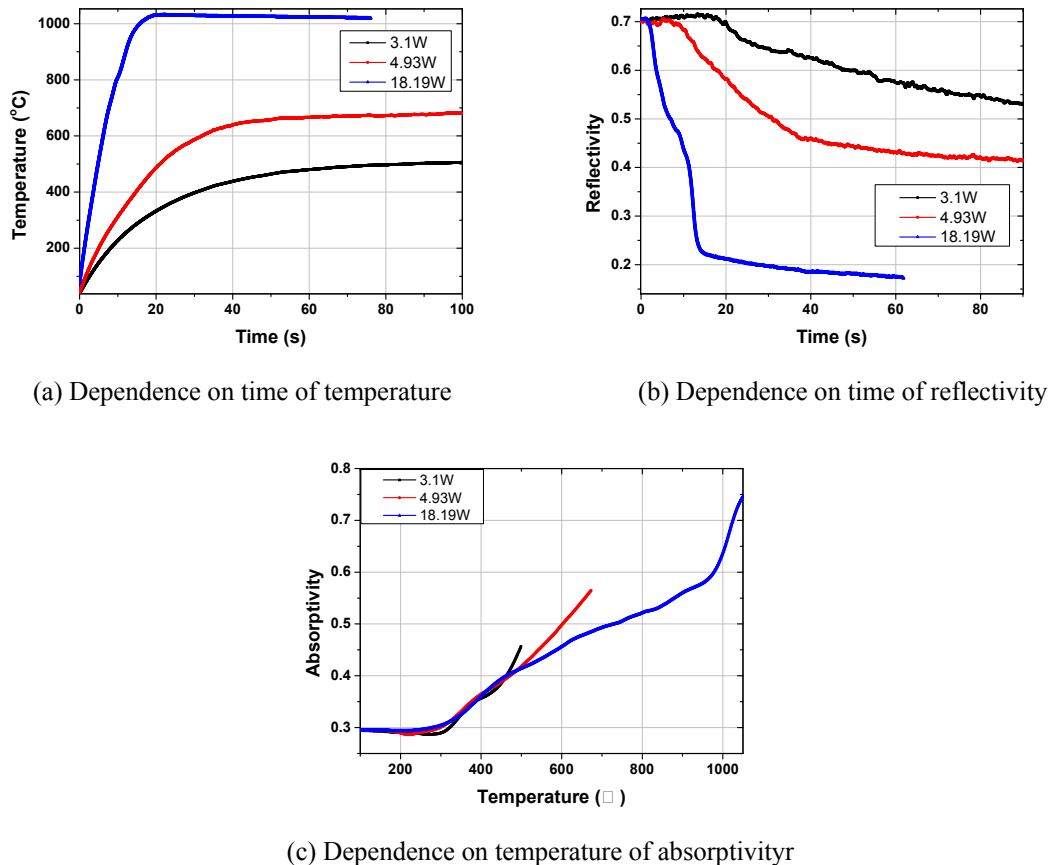 1000
800
600
400
200
0
20
40
60
80
100
Temperature (°C)
Time (s)
3.1W
4.93W
18.19W
(a) Dependence on time of temperature
0.7
0.6
0.5
0.4
0.3
0.2
0
20
40
60
80
Reflectivity
Time (s)
3.1W
4.93W
18.19W
(b) Dependence on time of reflectivity
0.8
0.7
0.6
0.5
0.4
0.3
200
400
600
800
1000
Absorptivity
Temperature (□ )
3.1W
4.93W
18.19W
(c) Dependence on temperature of absorptivityr